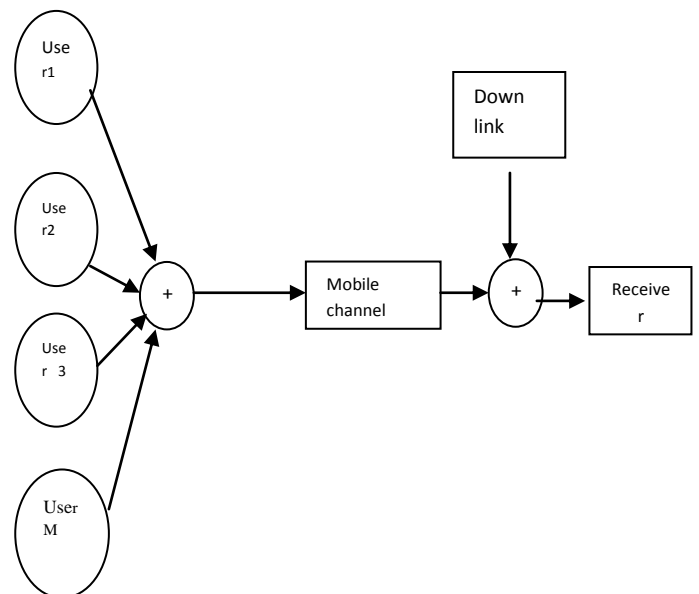 Use
r1
Down
link
Use
r2
+
Mobile
channel
+
Receive
r
Use
r 3
User
M